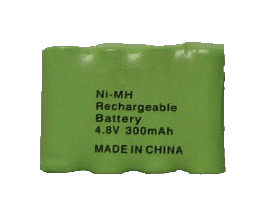 Ni-MH
Rechargeable
Battery
4.8V 300mAh
MADE IN CHINA